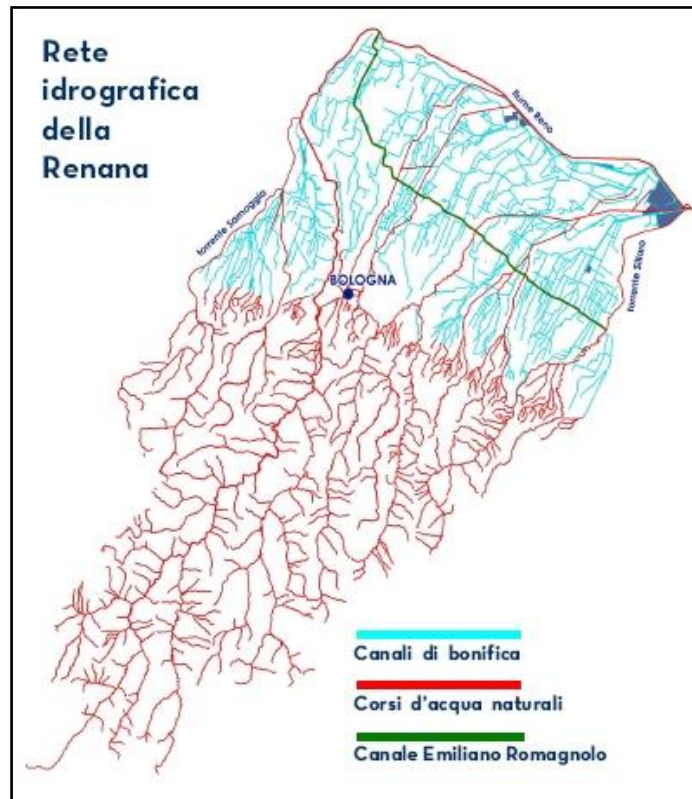 Rete
idrografica
della
Renana
fiume Reno
torrente Samoggia
torrente Sillaro
BOLOGNA
Canali di bonifica
Corsi d'acqua naturali
Canale Emiliano Romagnolo